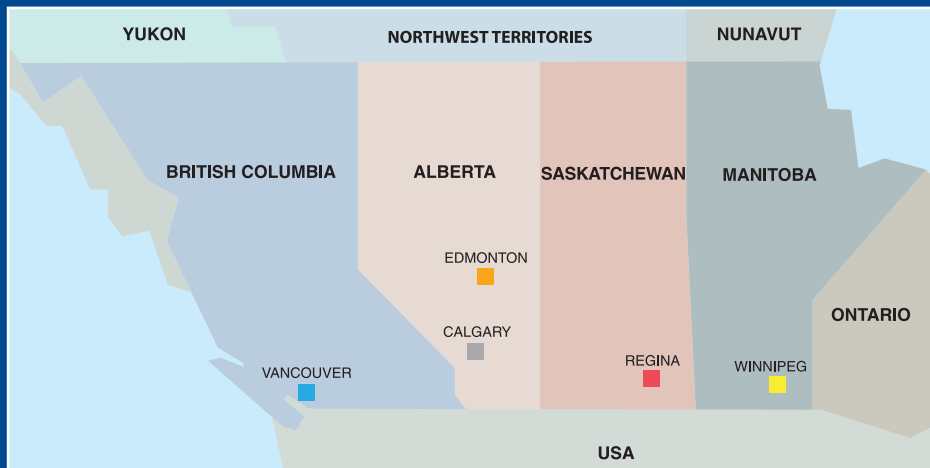 YUKON
NORTHWEST TERRITORIES
NUNAVUT
BRITISH COLUMBIA
ALBERTA
SASKATCHEWAN
MANITOBA
EDMONTON
ONTARIO
CALGARY
VANCOUVER
REGINA
WINNIPEG
USA